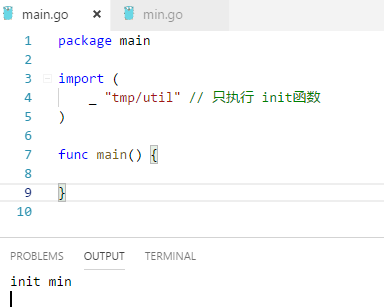 main.go min.go
1 package main
2
3 import (
4 _ "tmp/util" // 只执行 init函数
5 )
6
7 func main() {
8
9 }
10
PROBLEMS OUTPUT TERMINAL
init min